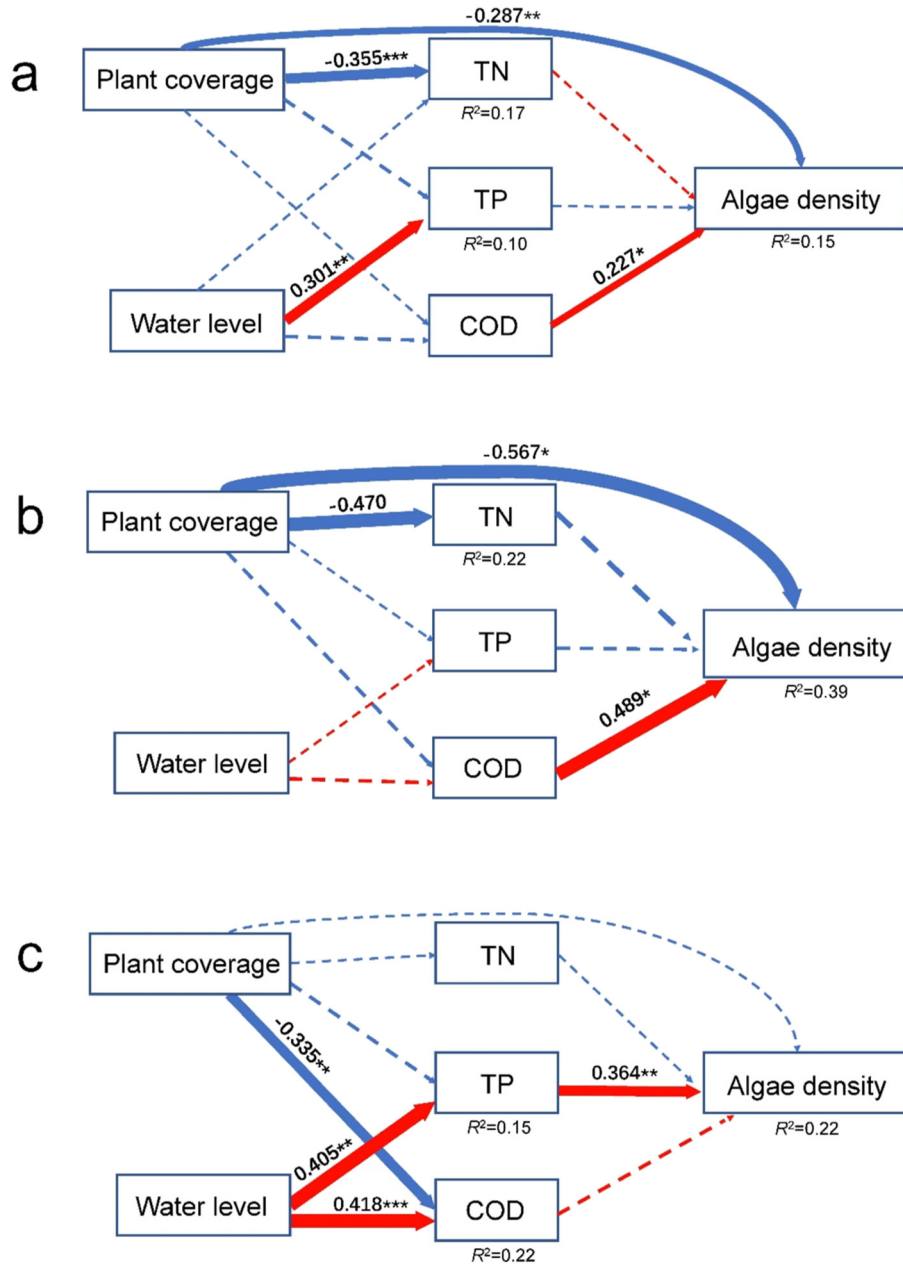 a
-0.287**
Plant coverage
-0.355***
TN
R²=0.17
TP
R²=0.10
Algae density
R²=0.15
0.301**
0.227*
Water level
COD
b
-0.567*
Plant coverage
-0.470
TN
R²=0.22
TP
Algae density
R²=0.39
0.489*
Water level
COD
c
Plant coverage
TN
-0.335**
TP
R²=0.15
0.364**
Algae density
R²=0.22
0.405**
Water level
0.418***
COD
R²=0.22